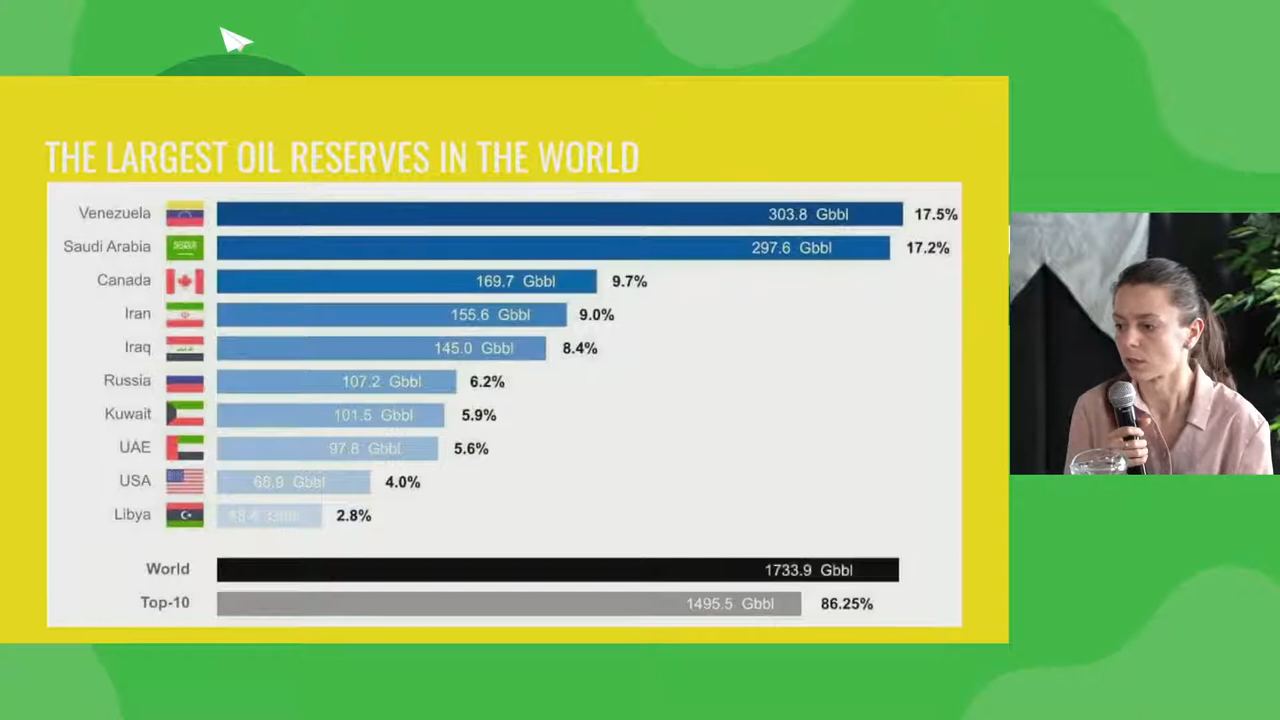 THE LARGEST OIL RESERVES IN THE WORLD
Venezuela 303.8 Gbbl 17.5%
Saudi Arabia 297.6 Gbbl 17.2%
Canada 169.7 Gbbl 9.7%
Iran 155.6 Gbbl 9.0%
Iraq 145.0 Gbbl 8.4%
Russia 107.2 Gbbl 6.2%
Kuwait 101.5 Gbbl 5.9%
UAE 97.8 Gbbl 5.6%
USA 68.9 Gbbl 4.0%
Libya Gbbl 2.8%
World 1733.9 Gbbl
Top-10 1495.5 Gbbl 86.25%